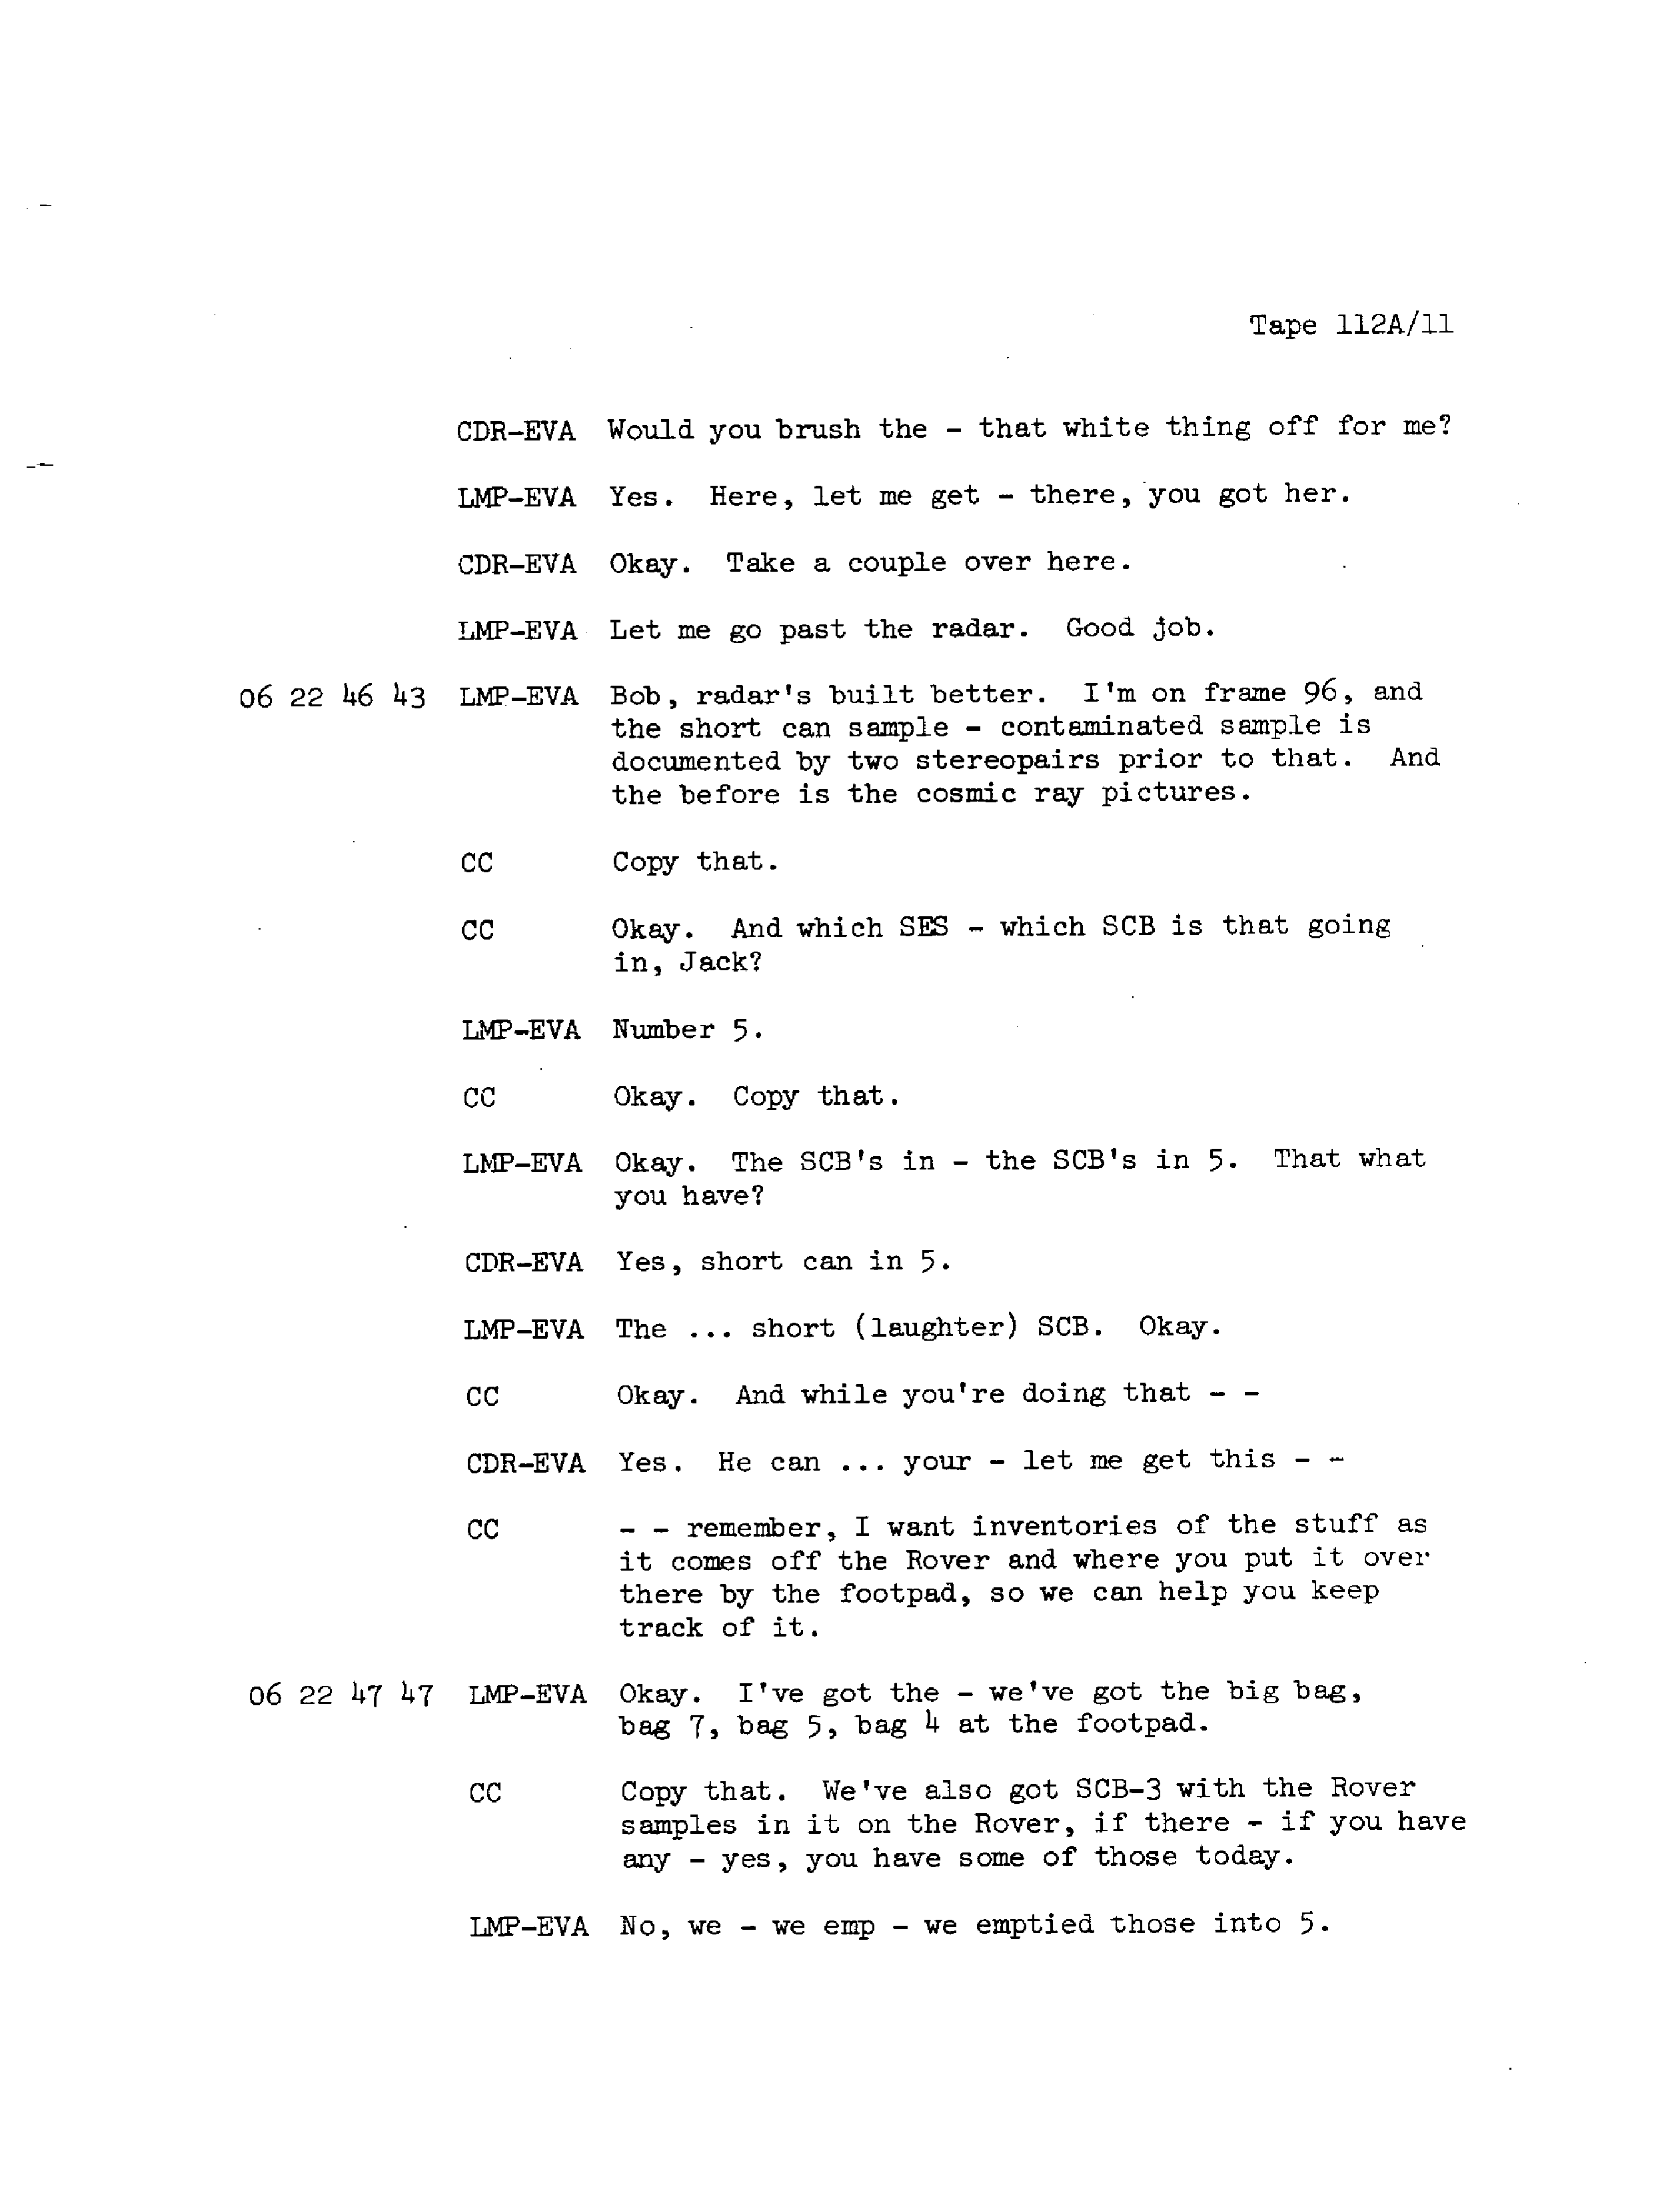 Tape 112A/11
CDR-EVA Would you brush the - that white thing off for me?
LMP-EVA Yes. Here, let me get - there, you got her.
CDR-EVA Okay. Take a couple over here.
LMP-EVA Let me go past the radar. Good job.
06 22 46 43 LMP-EVA Bob, radar's built better. I'm on frame 96, and
the short can sample - contaminated sample is
documented by two stereopairs prior to that. And
the before is the cosmic ray pictures.
CC Copy that.
CC Okay. And which SES - which SCB is that going
in, Jack?
LMP-EVA Number 5.
CC Okay. Copy that.
LMP-EVA Okay. The SCB's in - the SCB's in 5. That what
you have?
CDR-EVA Yes, short can in 5.
LMP-EVA The ... short (laughter) SCB. Okay.
CC Okay. And while you're doing that - -
CDR-EVA Yes. He can ... your - let me get this - -
CC - - remember, I want inventories of the stuff as
it comes off the Rover and where you put it over
there by the footpad, so we can help you keep
track of it.
06 22 47 47 LMP-EVA Okay. I've got the - we've got the big bag,
bag 7, bag 5, bag 4 at the footpad.
CC Copy that. We've also got SCB-3 with the Rover
samples in it on the Rover, if there - if you have
any - yes, you have some of those today.
LMP-EVA No, we - we emp - we emptied those into 5.